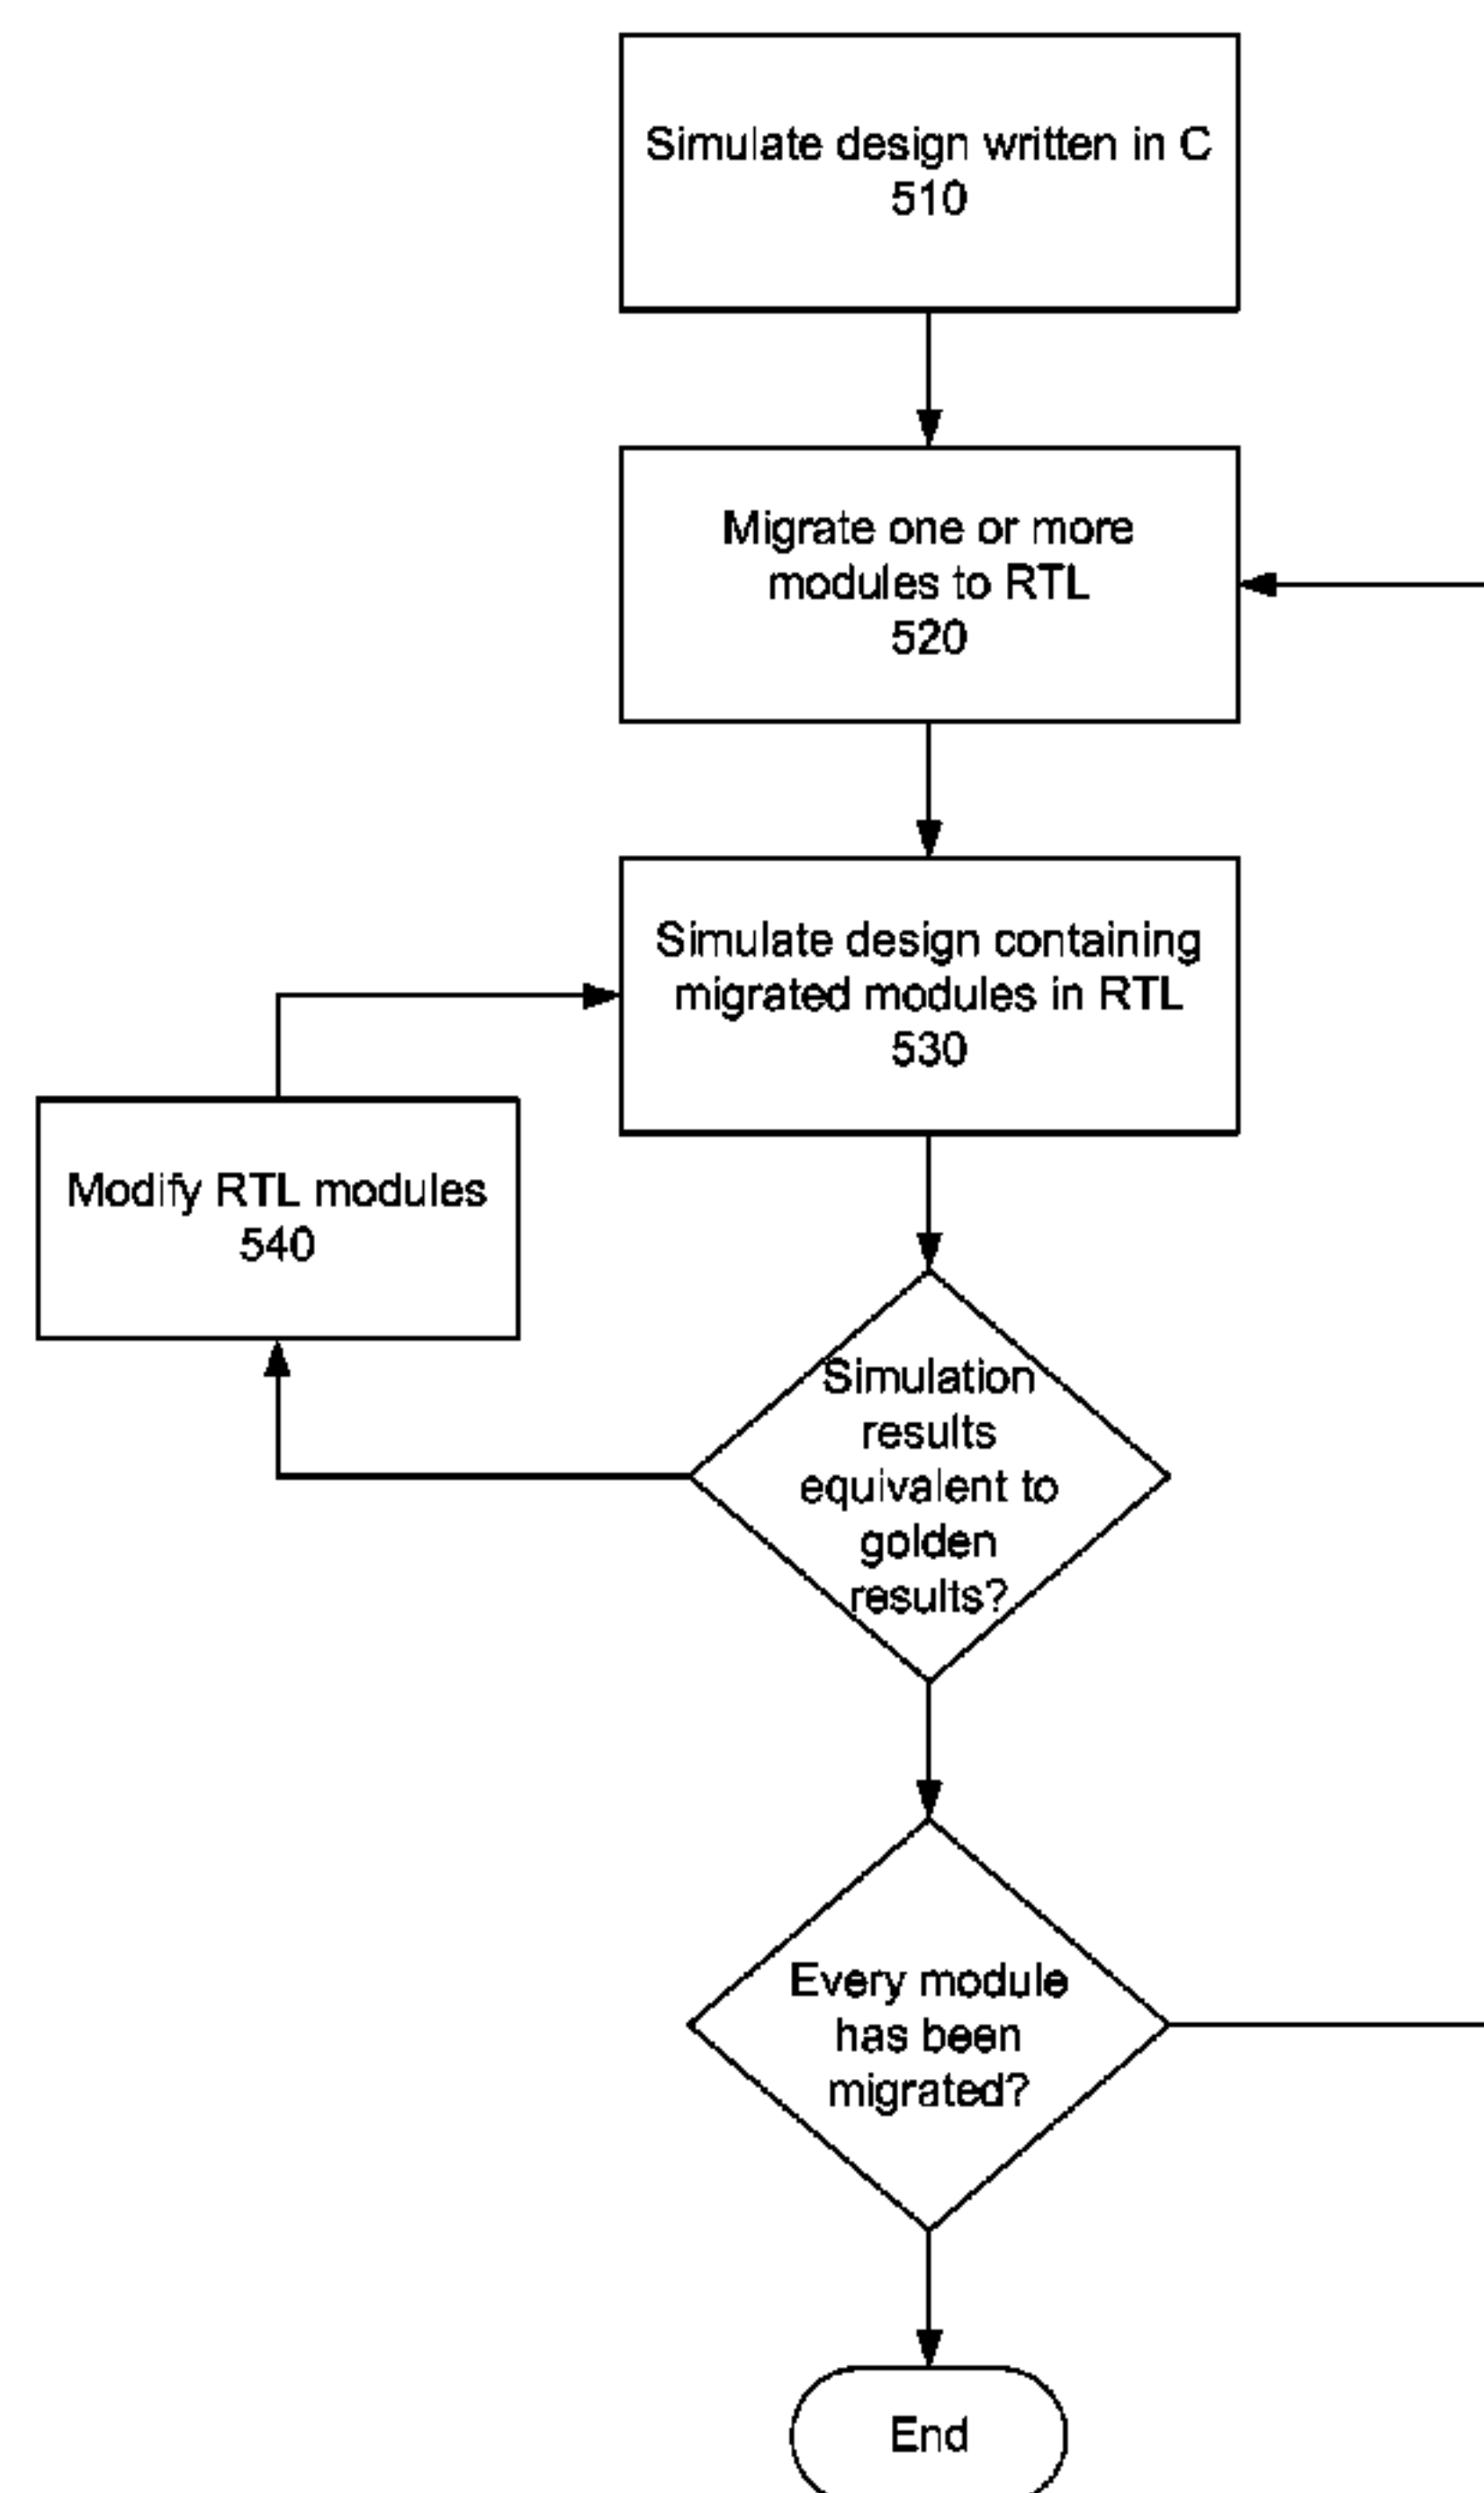 Simulate design written in C
510
Migrate one or more
modules to RTL
520
Simulate design containing
migrated modules in RTL
530
Modify RTL modules
540
Simulation
results
equivalent to
golden
results?
Every module
has been
migrated?
End